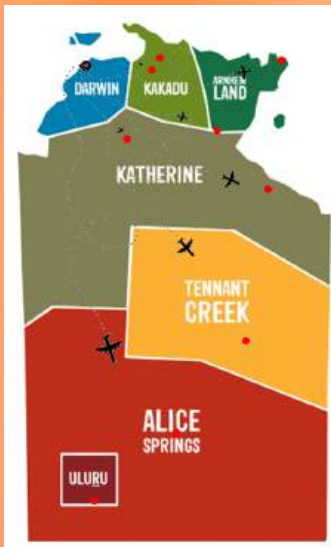 DARWIN
KAKADU
ARNHEM
LAND
KATHERINE
TENNANT
CREEK
ALICE
SPRINGS
ULURU